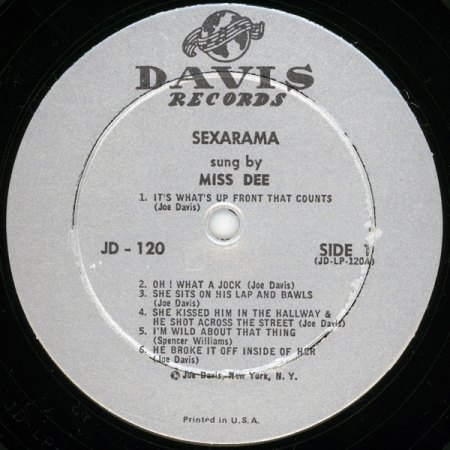 DAVIS
RECORDS
SEXARAMA
sung by
MISS DEE
1. IT'S WHAT'S UP FRONT THAT COUNTS
(Joe Davis)
JD - 120
SIDE 1
(JD-LP-120A)
2. OH! WHAT A JOCK (Joe Davis)
3. SHE SITS ON HIS LAP AND BAWLS
(Joe Davis)
4. SHE KISSED HIM IN THE HALLWAY &
HE SHOT ACROSS THE STREET (Joe Davis)
5. I'M WILD ABOUT THAT THING
(Spencer Williams)
6. HE BROKE IT OFF INSIDE OF HER
(Joe Davis)
© Joe Davis, New York, N. Y.
Printed in U.S.A.